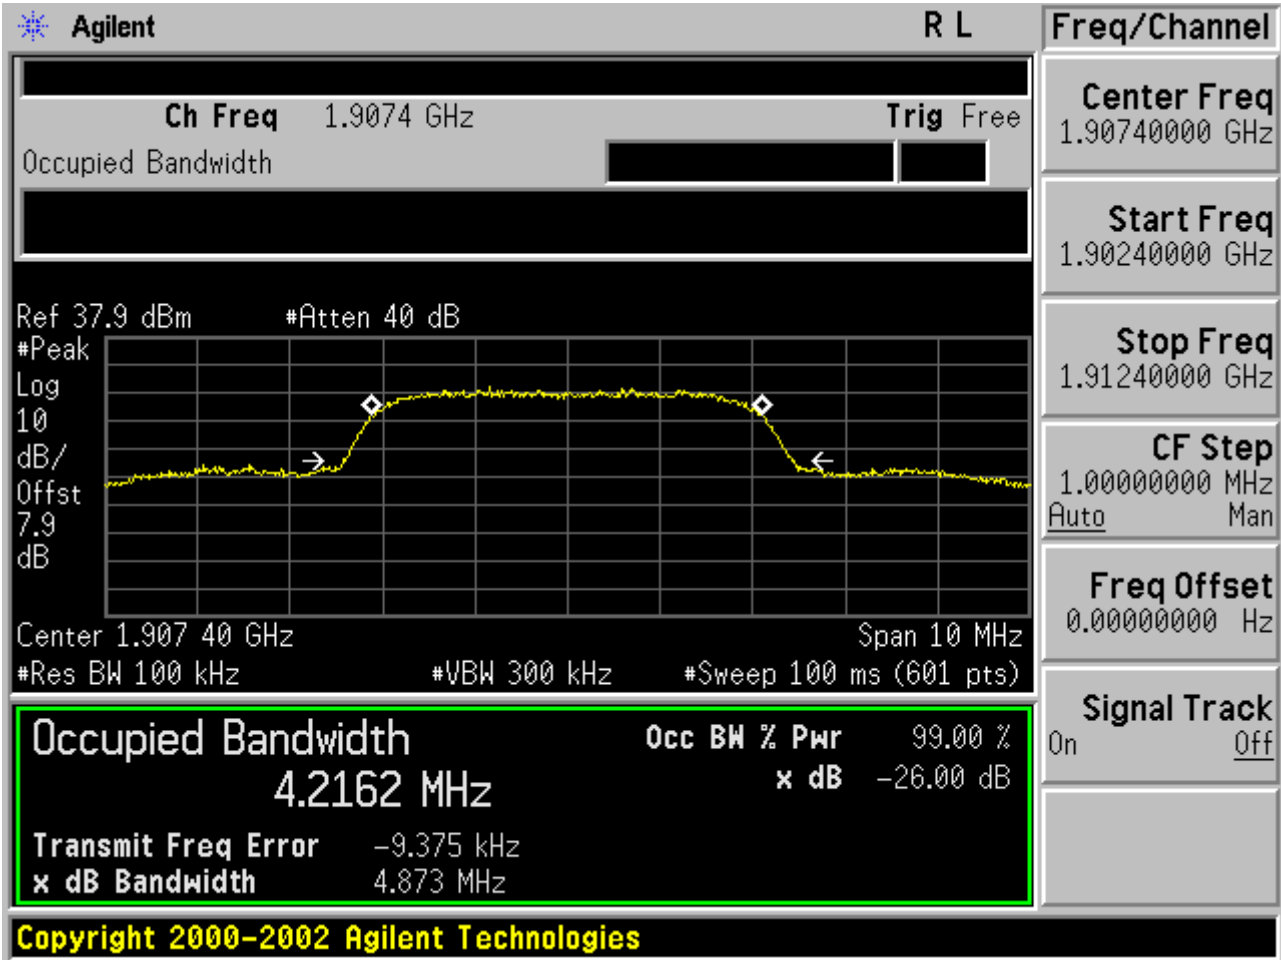 Agilent R L
Freq/Channel
Ch Freq 1.9074 GHz Trig Free
Occupied Bandwidth
Center Freq
1.90740000 GHz
Start Freq
1.90240000 GHz
Stop Freq
1.91240000 GHz
CF Step
1.00000000 MHz
Auto Man
Freq Offset
0.00000000 Hz
Signal Track
On Off
Ref 37.9 dBm #Atten 40 dB
#Peak
Log
10
dB/
Offst
7.9
dB
Center 1.907 40 GHz Span 10 MHz
#Res BW 100 kHz #VBW 300 kHz #Sweep 100 ms (601 pts)
Occupied Bandwidth
4.2162 MHz
Occ BW % Pwr 99.00 %
x dB -26.00 dB
Transmit Freq Error -9.375 kHz
x dB Bandwidth 4.873 MHz
Copyright 2000-2002 Agilent Technologies